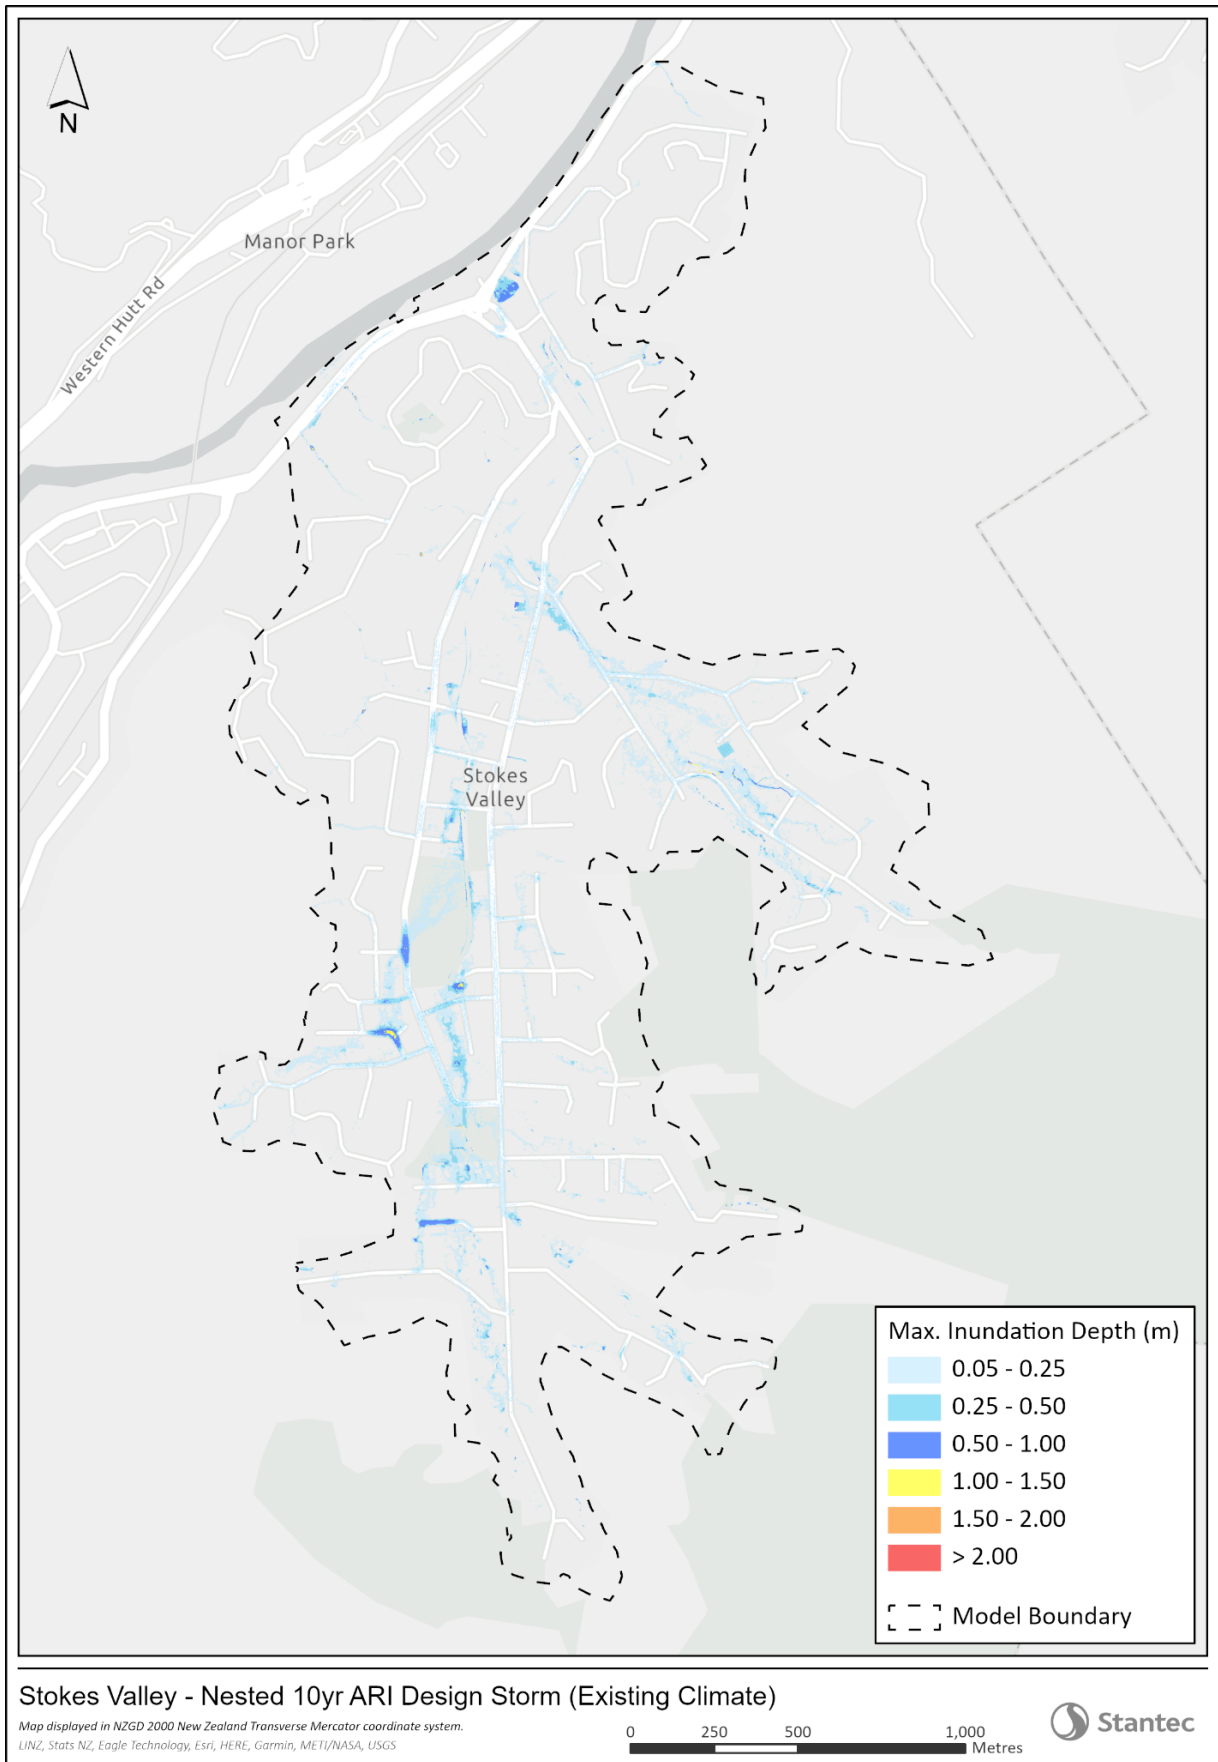 N
Manor Park
Western Hutt Rd
Stokes
Valley
Max. Inundation Depth (m)
0.05 - 0.25
0.25 - 0.50
0.50 - 1.00
1.00 - 1.50
1.50 - 2.00
> 2.00
Model Boundary
Stokes Valley - Nested 10yr ARI Design Storm (Existing Climate)
Map displayed in NZGD 2000 New Zealand Transverse Mercator coordinate system.
LINZ, Stats NZ, Eagle Technology, Esri, HERE, Garmin, METI/NASA, USGS
0 250 500 1,000
Metres
Stantec